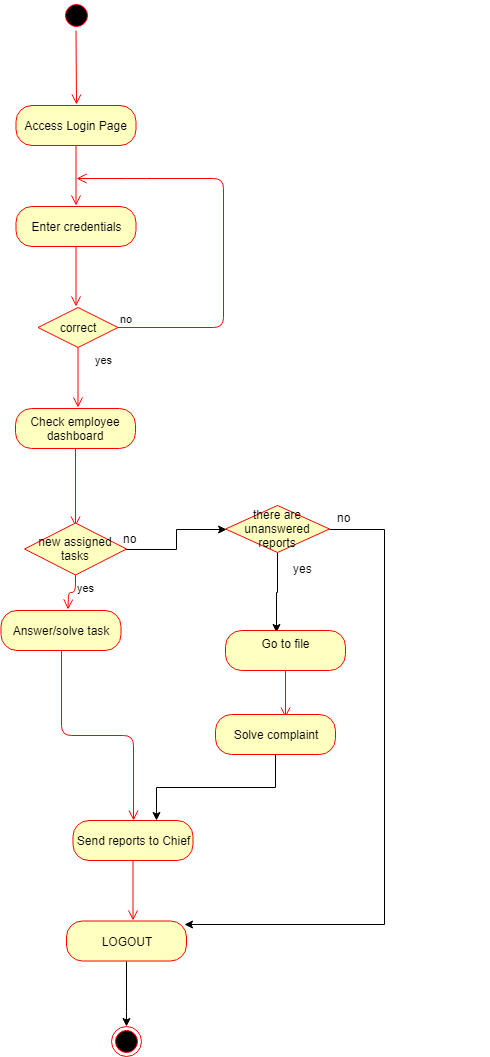 Access Login Page
Enter credentials
correct
no
yes
Check employee
dashboard
new assigned
tasks
no
yes
there are
unanswered
reports
no
yes
Answer/solve task
Go to file
Solve complaint
Send reports to Chief
LOGOUT